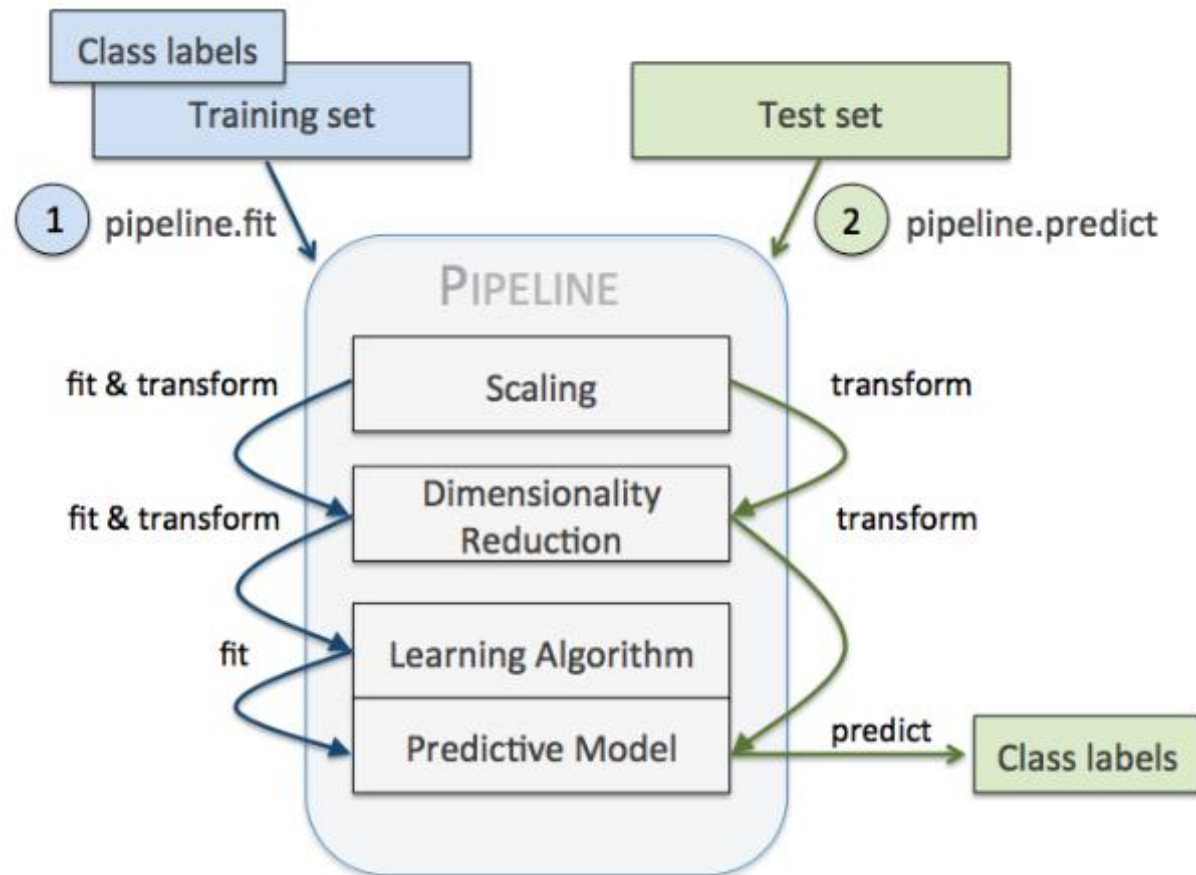 Class labels
Training set
Test set
1 pipeline.fit
2 pipeline.predict
PIPELINE
fit & transform
Scaling
transform
fit & transform
Dimensionality
Reduction
transform
fit
Learning Algorithm
Predictive Model
predict
Class labels